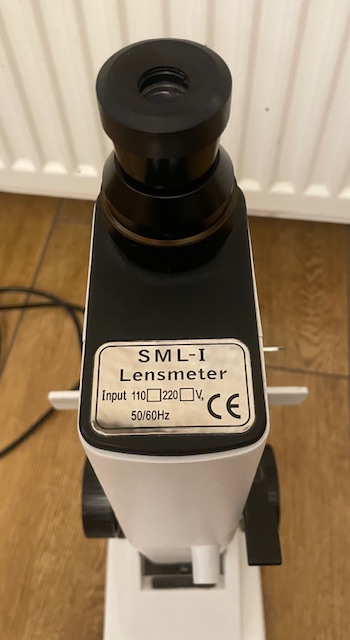 SML-I
Lensmeter
Input 110□220□V,
50/60Hz
CE